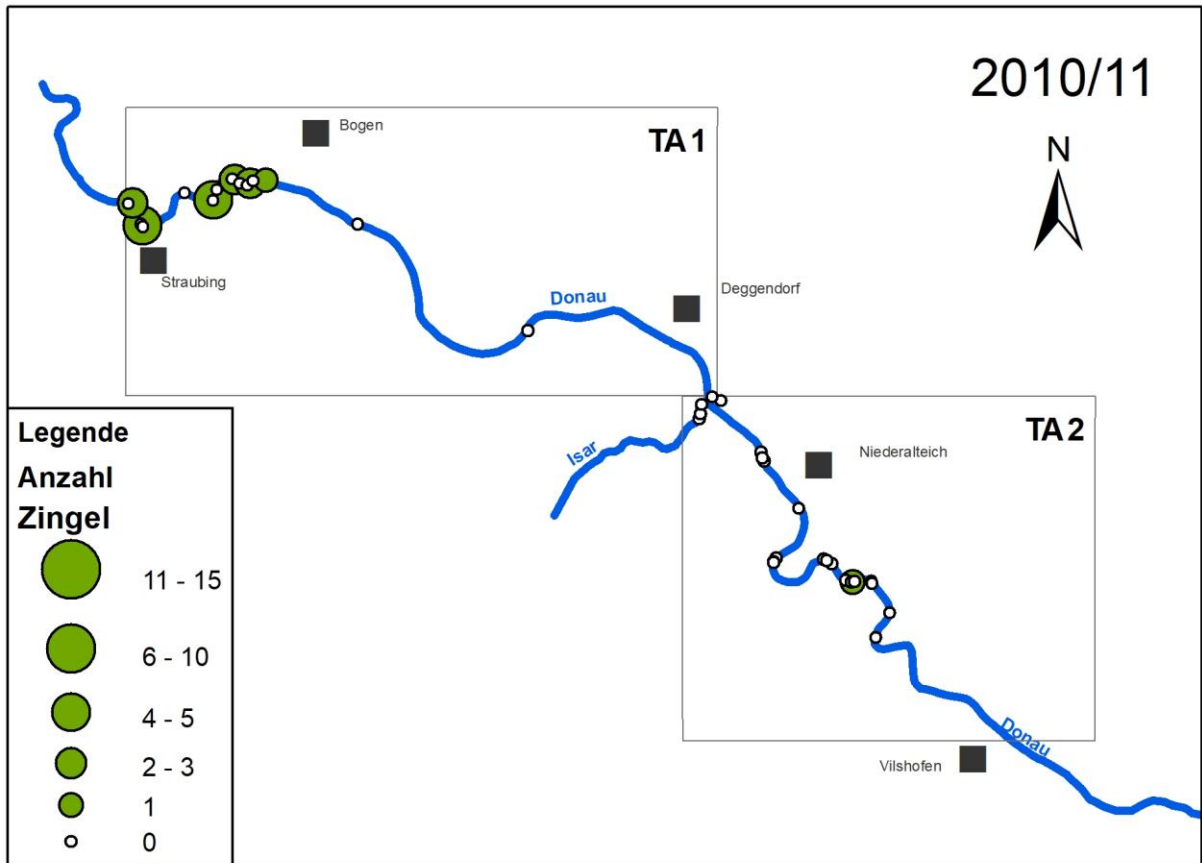 2010/11
N
Bogen
TA 1
Straubing
Donau
Deggendorf
Isar
TA 2
Niederalteich
Donau
Vilshofen
Legende
Anzahl
Zingel
11 - 15
6 - 10
4 - 5
2 - 3
1
0